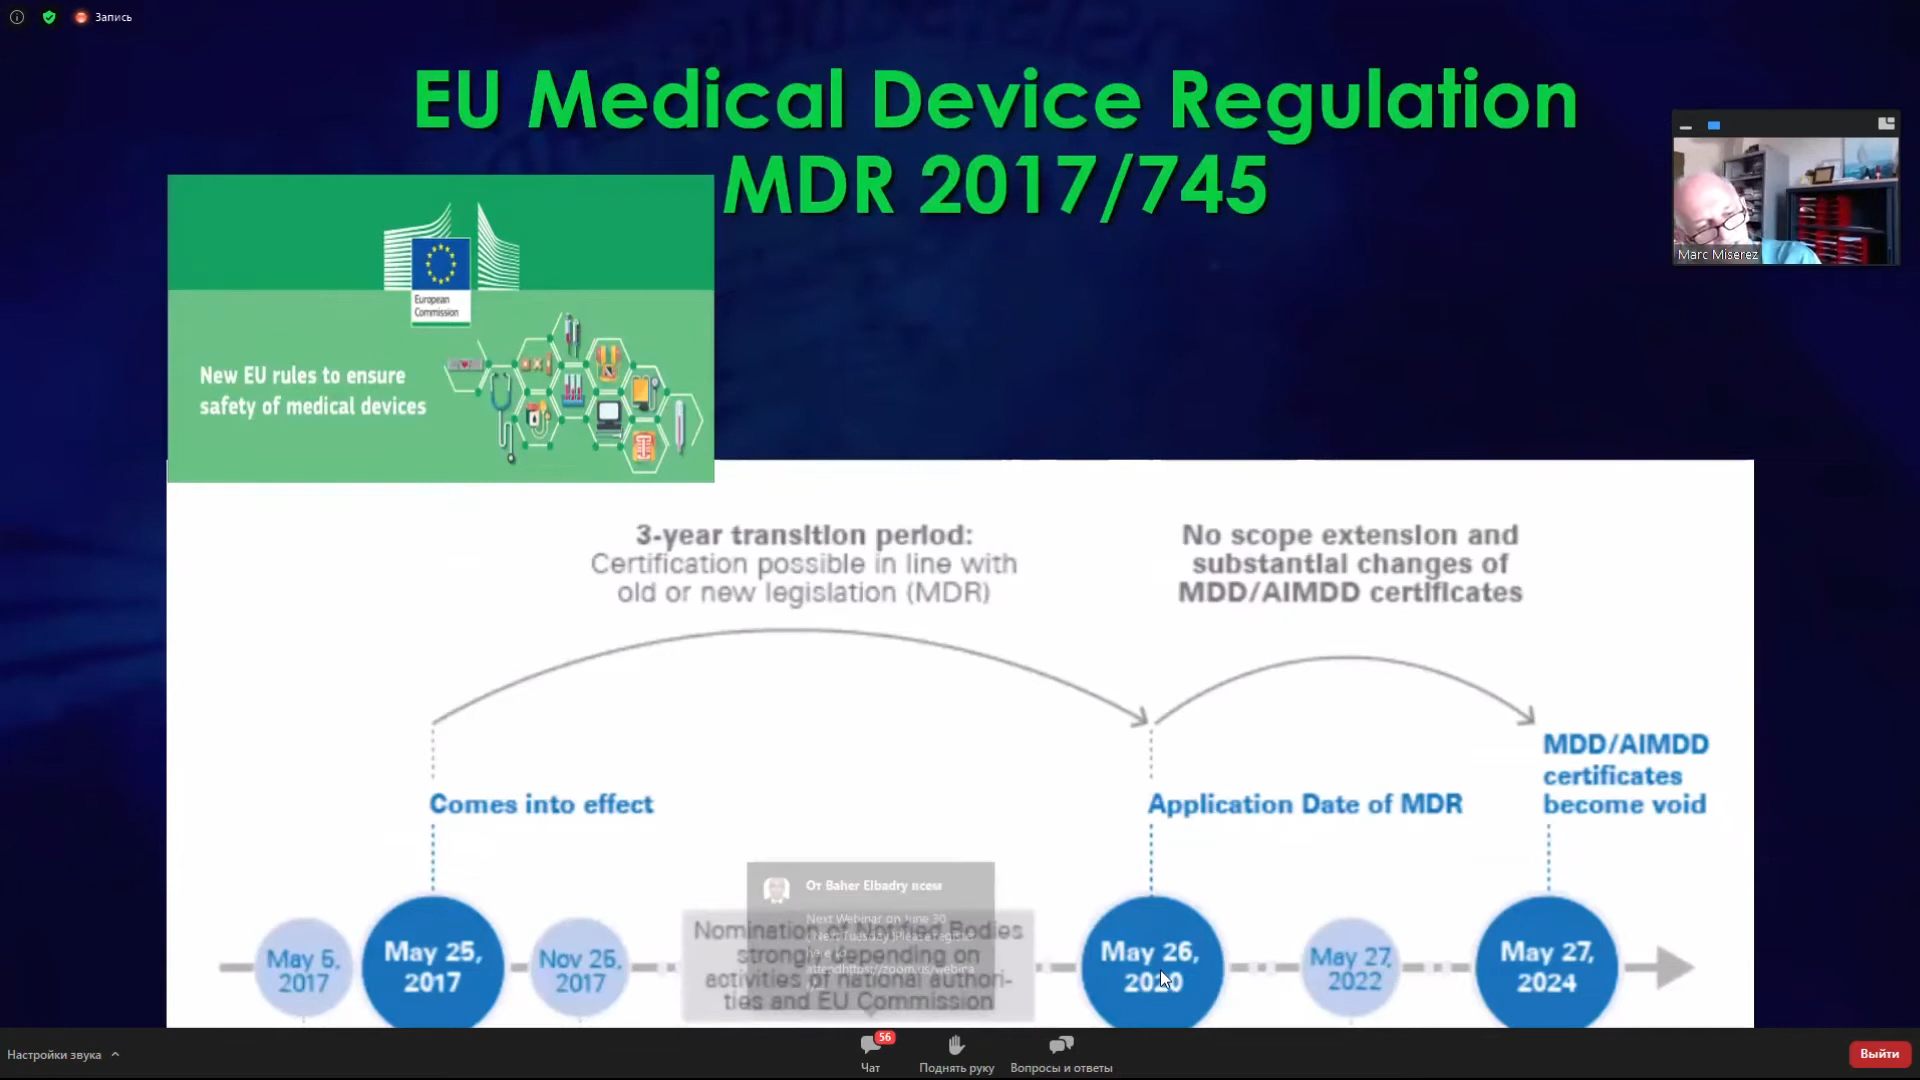 Запись
EU Medical Device Regulation
MDR 2017/745
Marc Miserez
European
Commission
New EU rules to ensure
safety of medical devices
3-year transition period:
Certification possible in line with
old or new legislation (MDR)
No scope extension and
substantial changes of
MDD/AIMDD certificates
MDD/AIMDD
certificates
become void
Comes into effect
Application Date of MDR
От Baher Elbadry всем
Next Webinar on June 30
Nomination of Notified Bodies
strongly depending on
activities of national authori-
ties and EU Commission
May 5,
2017
May 25,
2017
Nov 25,
2017
May 26,
2020
May 27,
2022
May 27,
2024
Настройки звука
56
Чат
Поднять руку
Вопросы и ответы
Выйти